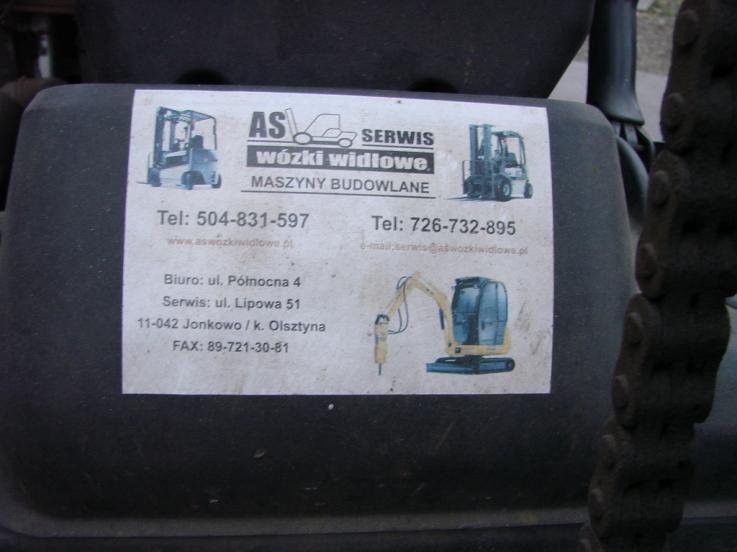 AS SERWIS
wózki widłowe
MASZYNY BUDOWLANE
Tel: 504-831-597
www.aswozkiwidlowe.pl
Tel: 726-732-895
e-mail:serwis@aswozkiwidlowe.pl
Biuro: ul. Północna 4
Serwis: ul. Lipowa 51
11-042 Jonkowo / k. Olsztyna
FAX: 89-721-30-81